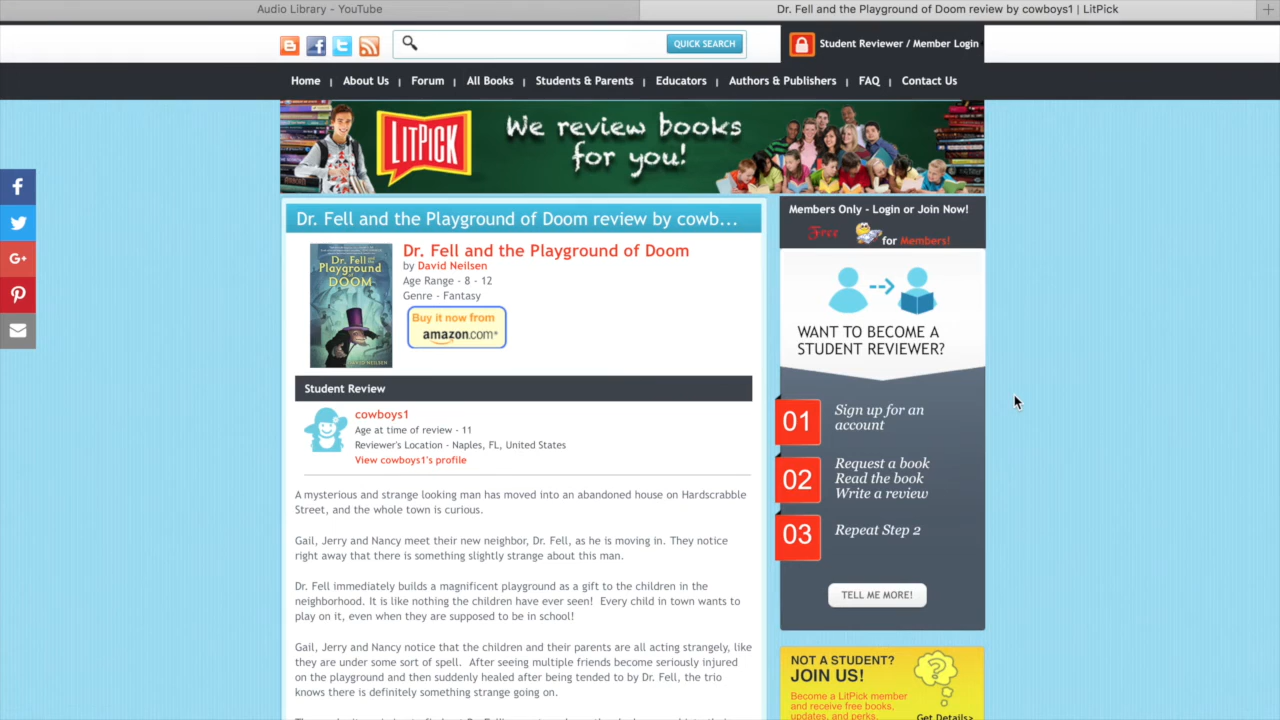 Audio Library - YouTube
Dr. Fell and the Playground of Doom review by cowboys1 | LitPick
QUICK SEARCH
Student Reviewer / Member Login
Home | About Us | Forum | All Books | Students & Parents | Educators | Authors & Publishers | FAQ | Contact Us
LITPICK
We review books
for you!
Dr. Fell and the Playground of Doom review by cowb...
Dr. Fell and the
Playground
OF
DOOM
Dr. Fell and the Playground of Doom
by David Neilsen
Age Range - 8 - 12
Genre - Fantasy
Buy it now from
amazon.com
Student Review
cowboys1
Age at time of review - 11
Reviewer's Location - Naples, FL, United States
View cowboys1's profile
A mysterious and strange looking man has moved into an abandoned house on Hardscrabble
Street, and the whole town is curious.
Gail, Jerry and Nancy meet their new neighbor, Dr. Fell, as he is moving in. They notice
right away that there is something slightly strange about this man.
Dr. Fell immediately builds a magnificent playground as a gift to the children in the
neighborhood. It is like nothing the children have ever seen!  Every child in town wants to
play on it, even when they are supposed to be in school!
Gail, Jerry and Nancy notice that the children and their parents are all acting strangely, like
they are under some sort of spell.  After seeing multiple friends become seriously injured
on the playground and then suddenly healed after being tended to by Dr. Fell, the trio
knows there is definitely something strange going on.
Members Only - Login or Join Now!
Free for Members!
WANT TO BECOME A
STUDENT REVIEWER?
01 Sign up for an
account
02 Request a book
Read the book
Write a review
03 Repeat Step 2
TELL ME MORE!
NOT A STUDENT?
JOIN US!
Become a LitPick member
and receive free books,
updates, and perks,
Get Details>